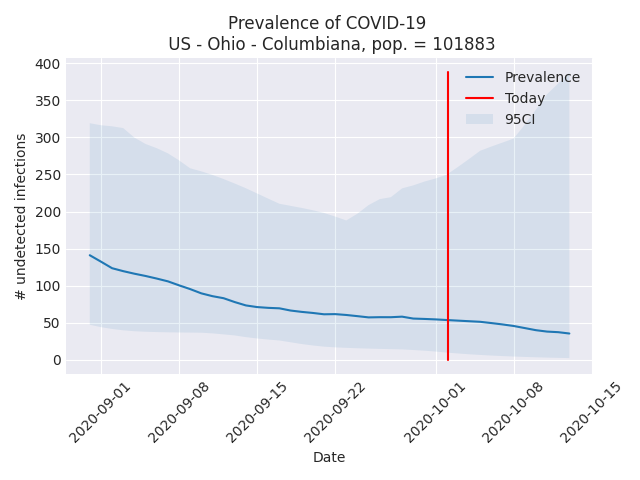 Prevalence of COVID-19
US - Ohio - Columbiana, pop. = 101883
400
350
300
250
200
150
100
50
0
# undetected infections
Prevalence
Today
95CI
2020-09-01
2020-09-08
2020-09-15
2020-09-22
2020-10-01
2020-10-08
2020-10-15
Date